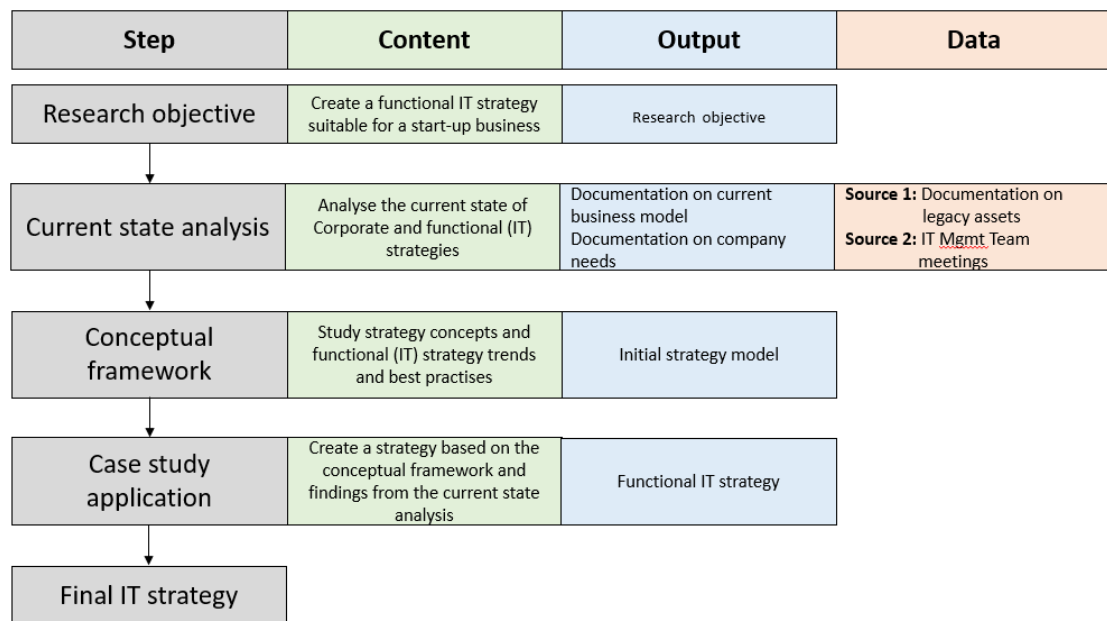 Step
Content
Output
Data
Research objective
Create a functional IT strategy
suitable for a start-up business
Research objective
Current state analysis
Analyse the current state of
Corporate and functional (IT)
strategies
Documentation on current
business model
Documentation on company
needs
Source 1: Documentation on
legacy assets
Source 2: IT Mgmt Team
meetings
Conceptual
framework
Study strategy concepts and
functional (IT) strategy trends
and best practises
Initial strategy model
Case study
application
Create a strategy based on the
conceptual framework and
findings from the current state
analysis
Functional IT strategy
Final IT strategy